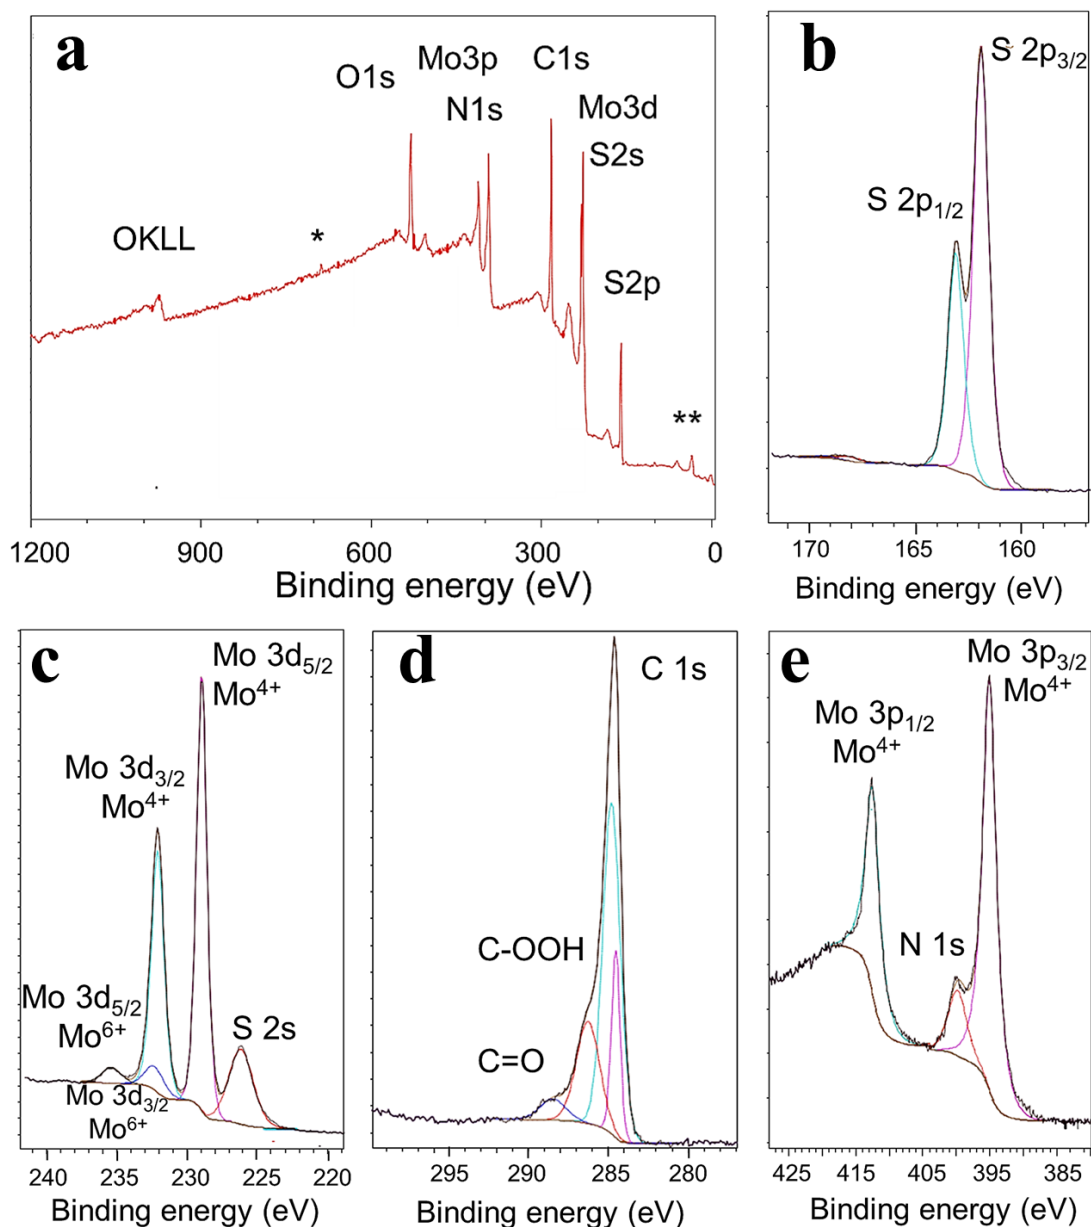 a
O1s
Mo3p
N1s
C1s
Mo3d
S2s
OKLL
*
S2p
**
1200 900 600 300 0
Binding energy (eV)
b
S 2p3/2
S 2p1/2
170 165 160
Binding energy (eV)
c
Mo 3d5/2
Mo4+
Mo 3d3/2
Mo4+
Mo 3d5/2
Mo6+
S 2s
Mo 3d3/2
Mo6+
240 235 230 225 220
Binding energy (eV)
d
C 1s
C-OOH
C=O
295 290 285 280
Binding energy (eV)
e
Mo 3p3/2
Mo4+
Mo 3p1/2
Mo4+
N 1s
425 415 405 395 380
Binding energy (eV)